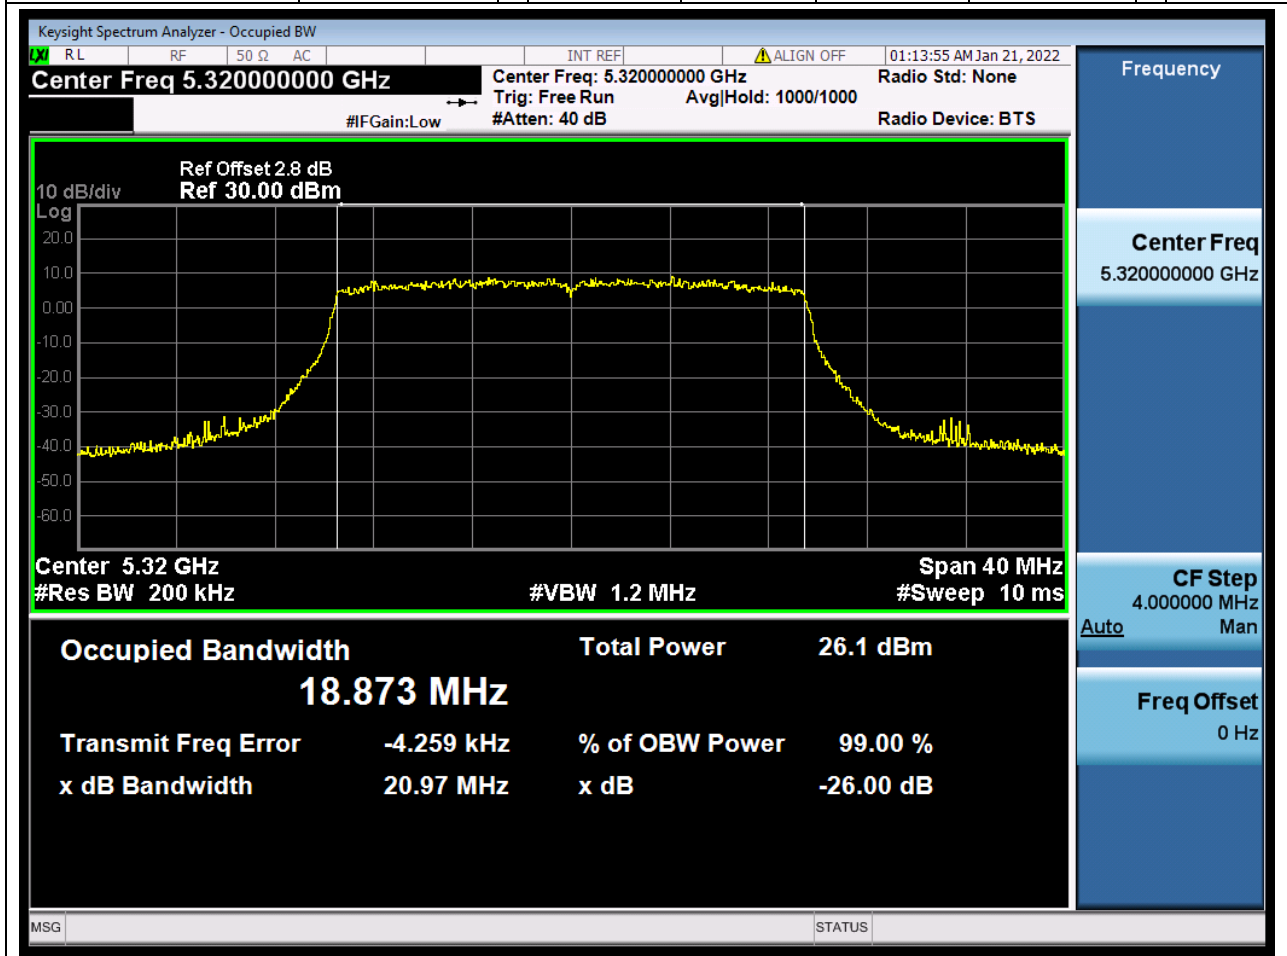 Keysight Spectrum Analyzer - Occupied BW
LXI RL RF 50 Ω AC INT REF ALIGN OFF 01:13:55 AM Jan 21, 2022
Center Freq 5.320000000 GHz
Center Freq: 5.320000000 GHz
Radio Std: None
Trig: Free Run Avg|Hold: 1000/1000
#IFGain:Low #Atten: 40 dB
Radio Device: BTS
Ref Offset 2.8 dB
10 dB/div Ref 30.00 dBm
Log
20.0
10.0
0.00
-10.0
-20.0
-30.0
-40.0
-50.0
-60.0
Center 5.32 GHz Span 40 MHz
#Res BW 200 kHz #VBW 1.2 MHz #Sweep 10 ms
Occupied Bandwidth Total Power 26.1 dBm
18.873 MHz
Transmit Freq Error -4.259 kHz % of OBW Power 99.00 %
x dB Bandwidth 20.97 MHz x dB -26.00 dB
MSG STATUS
Frequency
Center Freq
5.320000000 GHz
CF Step
4.000000 MHz
Auto Man
Freq Offset
0 Hz